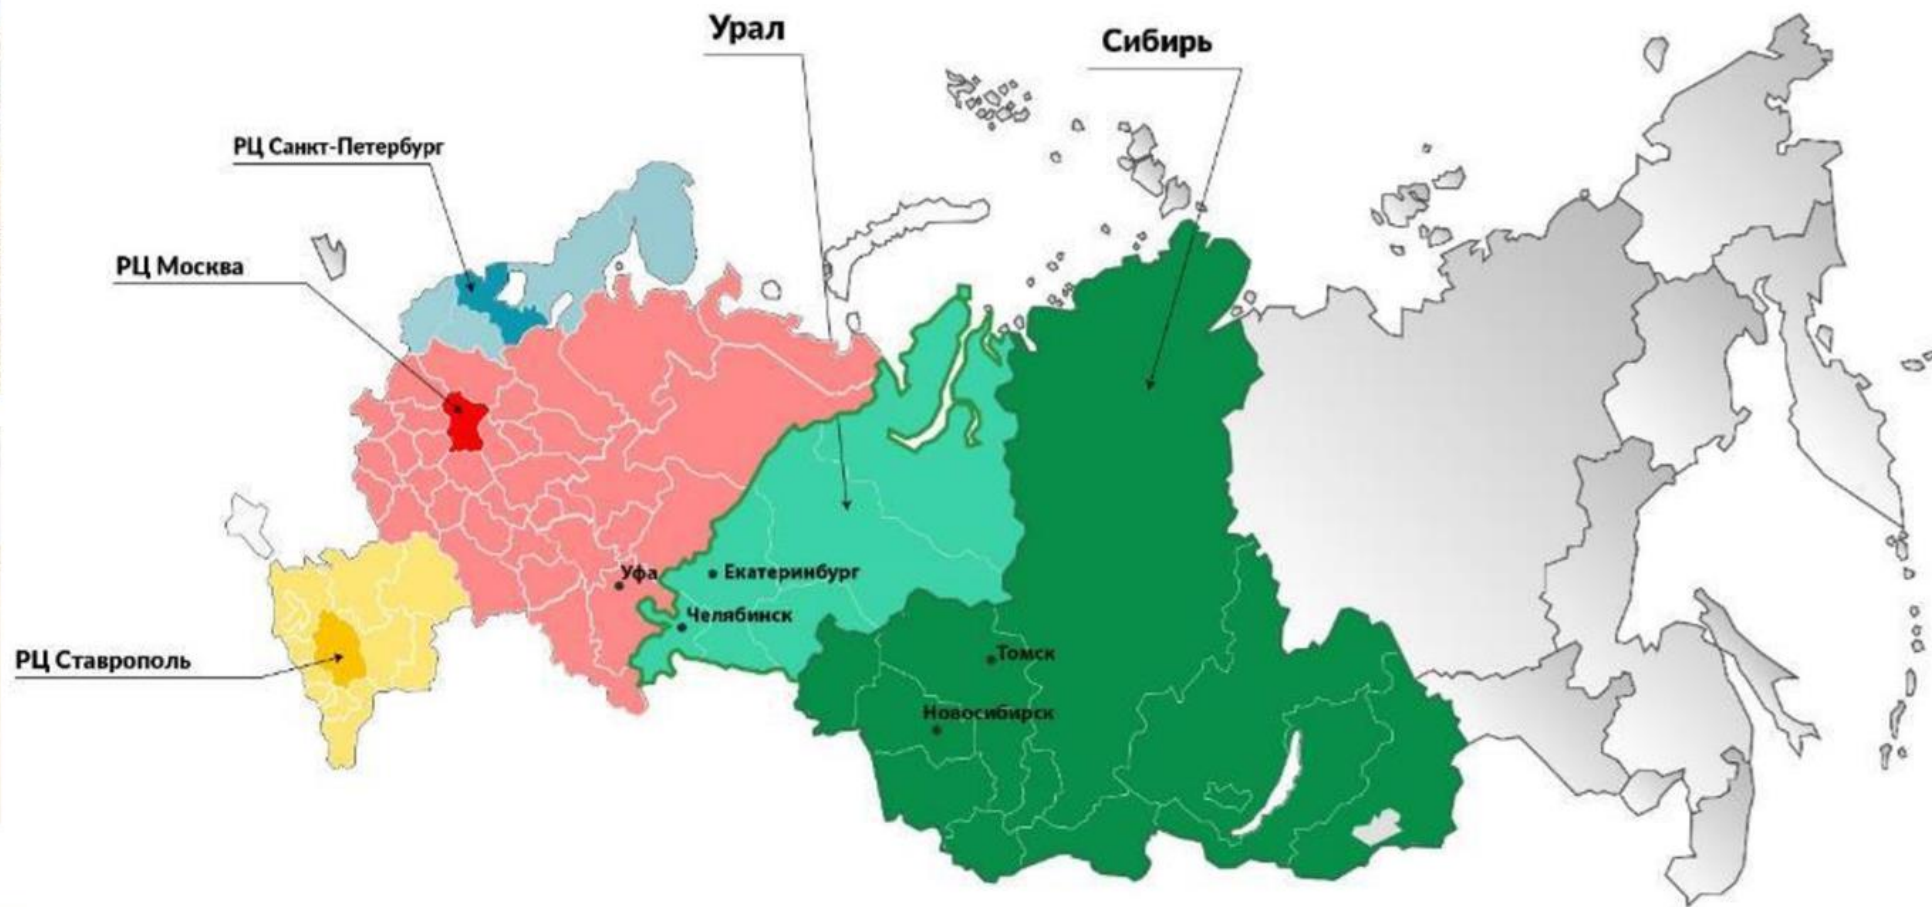 Урал
Сибирь
РЦ Санкт-Петербург
РЦ Москва
Уфа
Екатеринбург
Челябинск
Томск
РЦ Ставрополь
Новосибирск